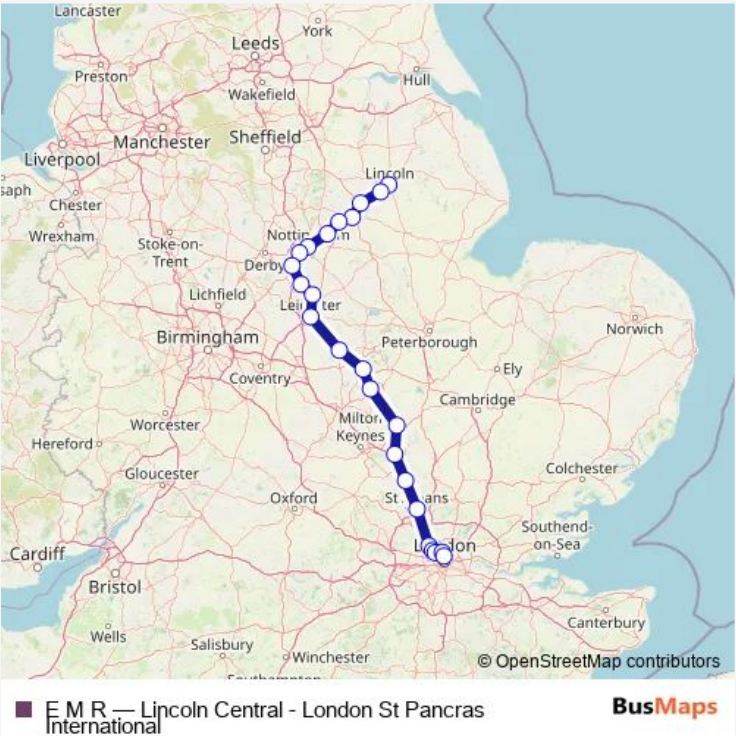 Lancaster
York
Leeds
Preston
Hull
Wakefield
Manchester
Sheffield
Liverpool
Lincoln
saph
Chester
Wrexham
Stoke-on-
Trent
Derby
Lichfield
Birmingham
Peterborough
Norwich
Coventry
Ely
Cambridge
Worcester
Milton
Keynes
Hereford
Gloucester
Colchester
Oxford
Southend-
on-Sea
Cardiff
Bristol
Canterbury
Wells
Salisbury
Winchester
© OpenStreetMap contributors
E M R — Lincoln Central - London St Pancras
International
BusMaps